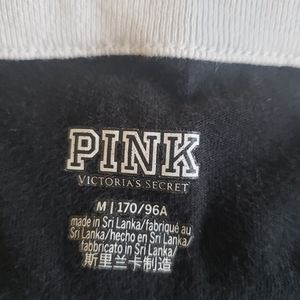 PINK
VICTORIA'S SECRET
M | 170/96A
made in
Sri Lanka/fabriqué au
Sri Lanka/hecho en
Sri Lanka/
fabbricato in Sri Lanka/
斯里兰卡制造